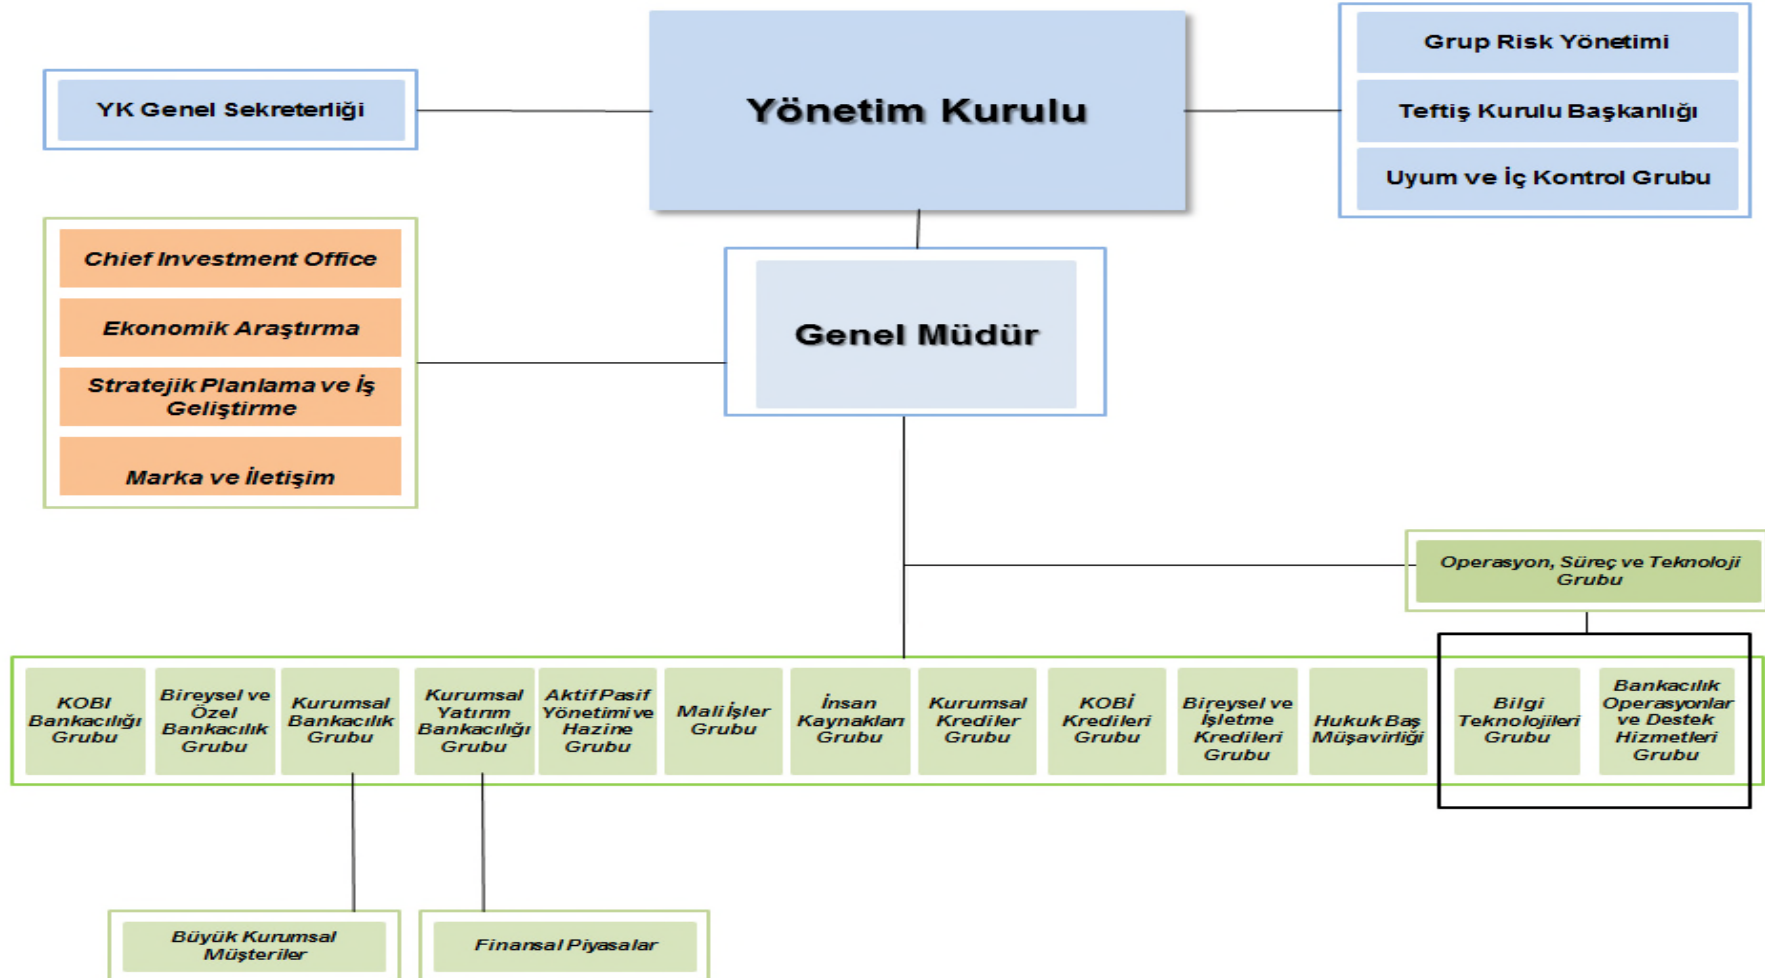 Yönetim Kurulu
YK Genel Sekreterliği
Grup Risk Yönetimi
Teftiş Kurulu Başkanlığı
Uyum ve İç Kontrol Grubu
Genel Müdür
Chief Investment Office
Ekonomik Araştırma
Stratejik Planlama ve İş
Geliştirme
Marka ve İletişim
Operasyon, Süreç ve Teknoloji
Grubu
KOBI
Bankacılığı
Grubu
Bireysel ve
Özel
Bankacılık
Grubu
Kurumsal
Bankacılık
Grubu
Kurumsal
Yatırım
Bankacılığı
Grubu
Aktif Pasif
Yönetimi ve
Hazine
Grubu
Mali İşler
Grubu
İnsan
Kaynakları
Grubu
Kurumsal
Krediler
Grubu
KOBİ
Kredileri
Grubu
Bireysel ve
İşletme
Kredileri
Grubu
Hukuk Baş
Müşavirliği
Bilgi
Teknolojileri
Grubu
Bankacılık
Operasyonlar
ve Destek
Hizmetleri
Grubu
Büyük Kurumsal
Müşteriler
Finansal Piyasalar